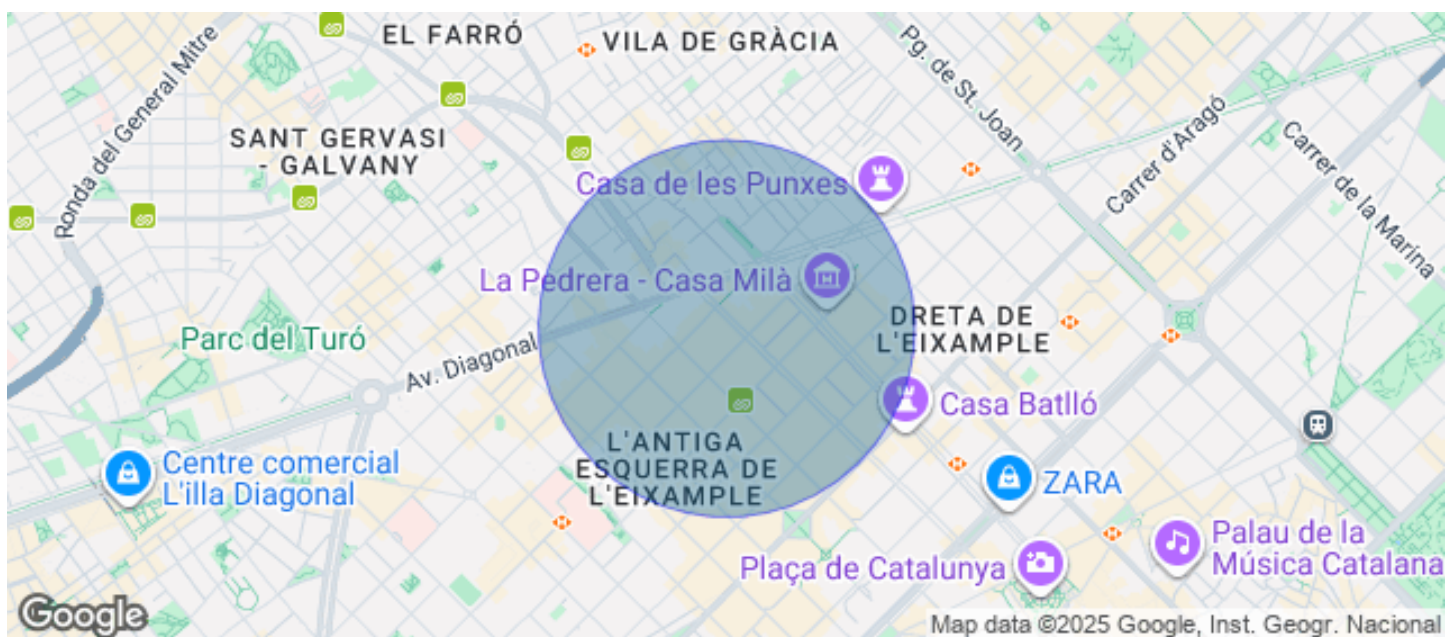 EL FARRÓ
VILA DE GRÀCIA
Pg. de St. Joan
Ronda del General Mitre
SANT GERVASI
- GALVANY
Casa de les Punxes
Carrer d'Aragó
Carrer de la Marina
La Pedrera - Casa Milà
DRETA DE
L'EIXAMPLE
Parc del Turó
Av. Diagonal
Casa Batlló
L'ANTIGA
ESQUERRA DE
L'EIXAMPLE
Centre comercial
L'illa Diagonal
ZARA
Plaça de Catalunya
Palau de la
Música Catalana
Google
Map data ©2025 Google, Inst. Geogr. Nacional